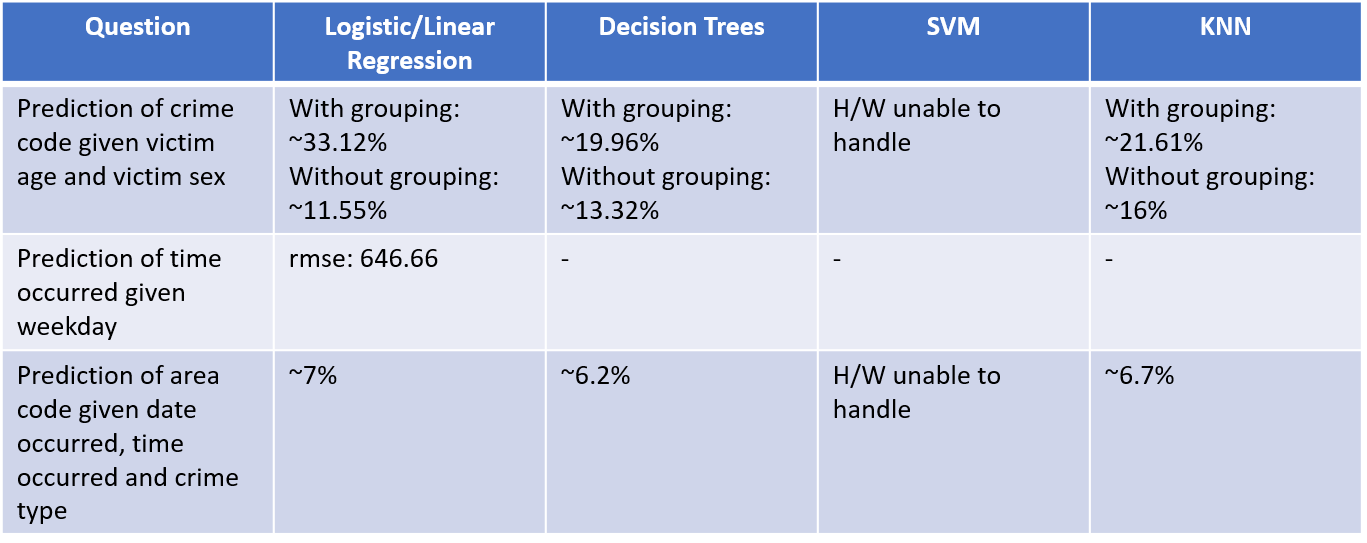 Question
Logistic/Linear
Regression
Decision Trees
SVM
KNN
Prediction of crime
code given victim
age and victim sex
With grouping:
~33.12%
Without grouping:
~11.55%
With grouping:
~19.96%
Without grouping:
~13.32%
H/W unable to
handle
With grouping:
~21.61%
Without grouping:
~16%
Prediction of time
occurred given
weekday
rmse: 646.66
-
-
-
Prediction of area
code given date
occurred, time
occurred and crime
type
~7%
~6.2%
H/W unable to
handle
~6.7%